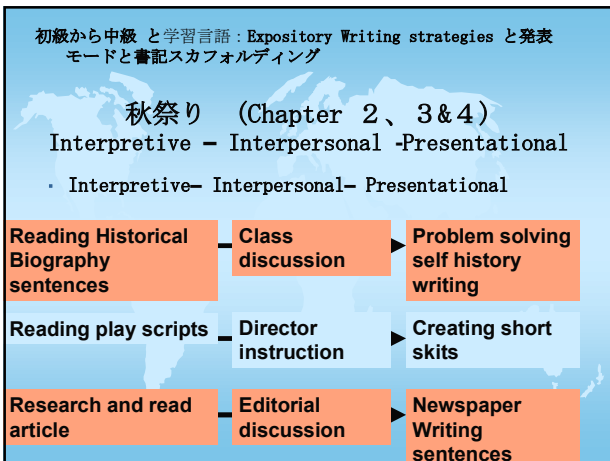 初級から中級 と学習言語：Expository Writing strategies と発表
モードと書記スカフォルディング
秋祭り （Chapter ２、３&４）
Interpretive – Interpersonal -Presentational
• Interpretive– Interpersonal– Presentational
Reading Historical
Biography
sentences
Class
discussion
Problem solving
self history
writing
Reading play scripts
Director
instruction
Creating short
skits
Research and read
article
Editorial
discussion
Newspaper
Writing
sentences